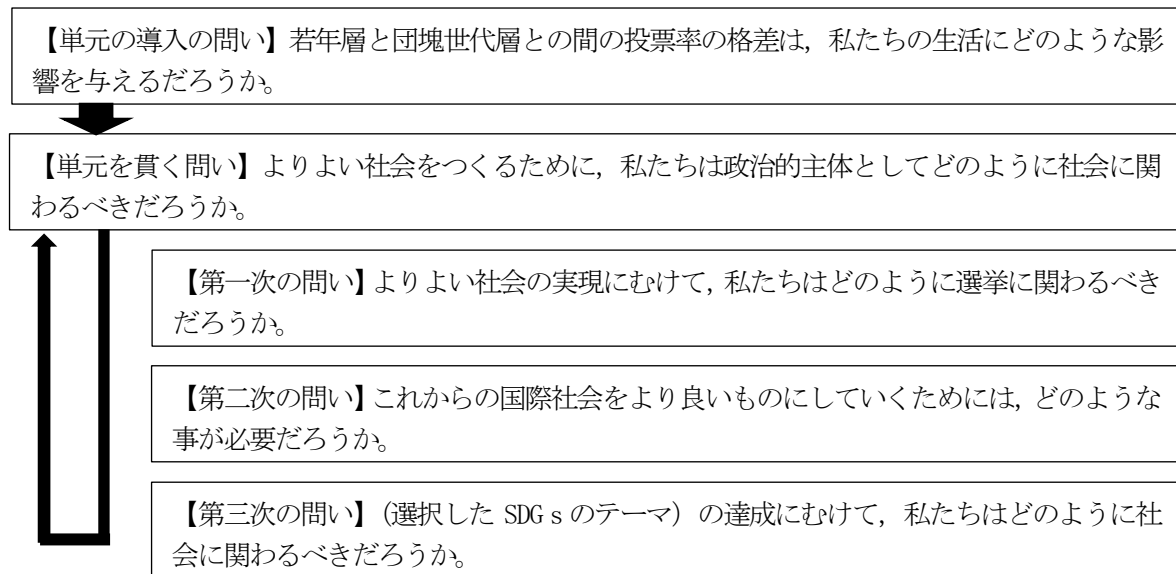 【単元の導入の問い】若年層と団塊世代層との間の投票率の格差は，私たちの生活にどのような影
響を与えるだろうか。
【単元を貫く問い】よりよい社会をつくるために，私たちは政治的主体としてどのように社会に関
わるべきだろうか。
【第一次の問い】よりよい社会の実現にむけて，私たちはどのように選挙に関わるべき
だろうか。
【第二次の問い】これからの国際社会をより良いものにしていくためには，どのような
事が必要だろうか。
【第三次の問い】（選択した SDGｓのテーマ）の達成にむけて，私たちはどのように社
会に関わるべきだろうか。